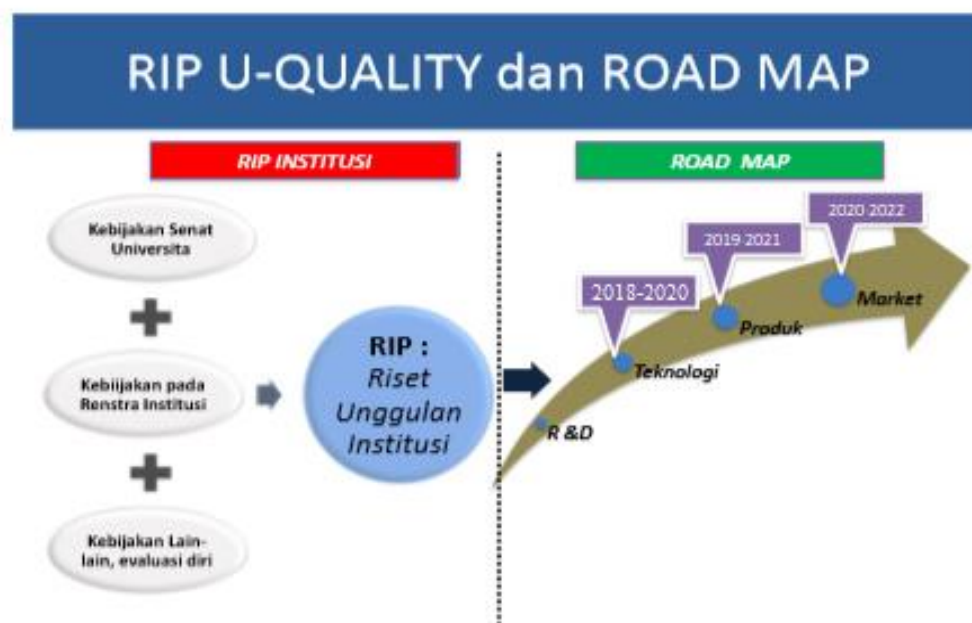 RIP U-QUALITY dan ROAD MAP
RIP INSTITUSI
Kebijakan Senat
Universita
Kebiijakan pada
Renstra Institusi
Kebijakan Lain-
lain, evaluasi diri
RIP :
Riset
Unggulan
Institusi
ROAD MAP
2020 2022
2019 2021
2018-2020
Market
Produk
Teknologi
R &D